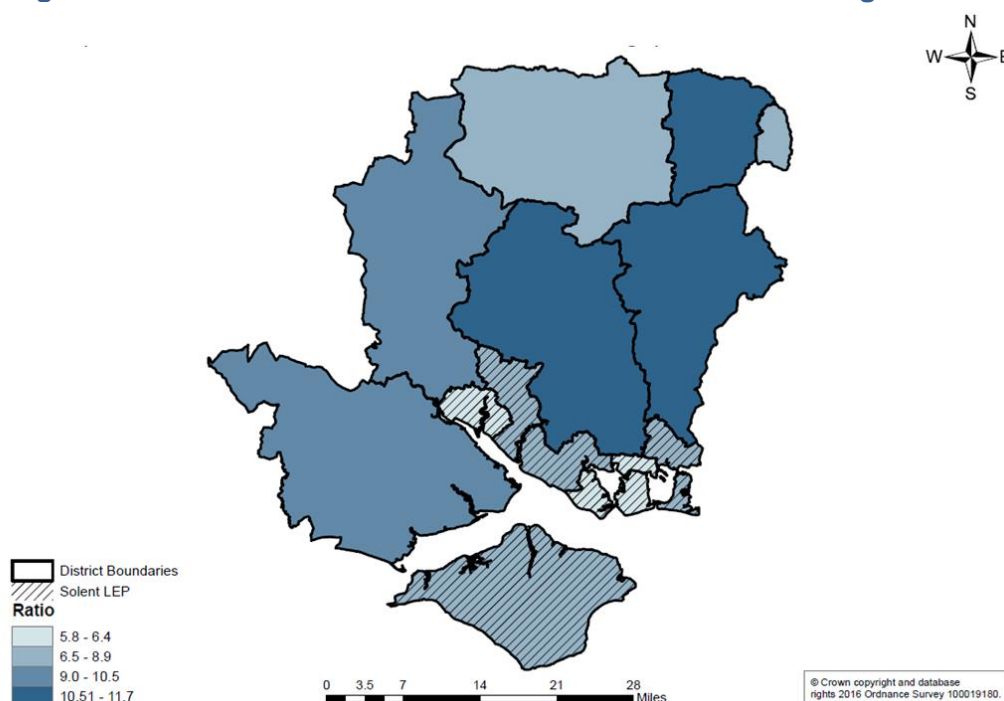 N
W E
S
District Boundaries
Solent LEP
Ratio
5.8 - 6.4
6.5 - 8.9
9.0 - 10.5
10.51 - 11.7
0 3.5 7 14 21 28
Miles
© Crown copyright and database
rights 2016 Ordnance Survey 100019180.